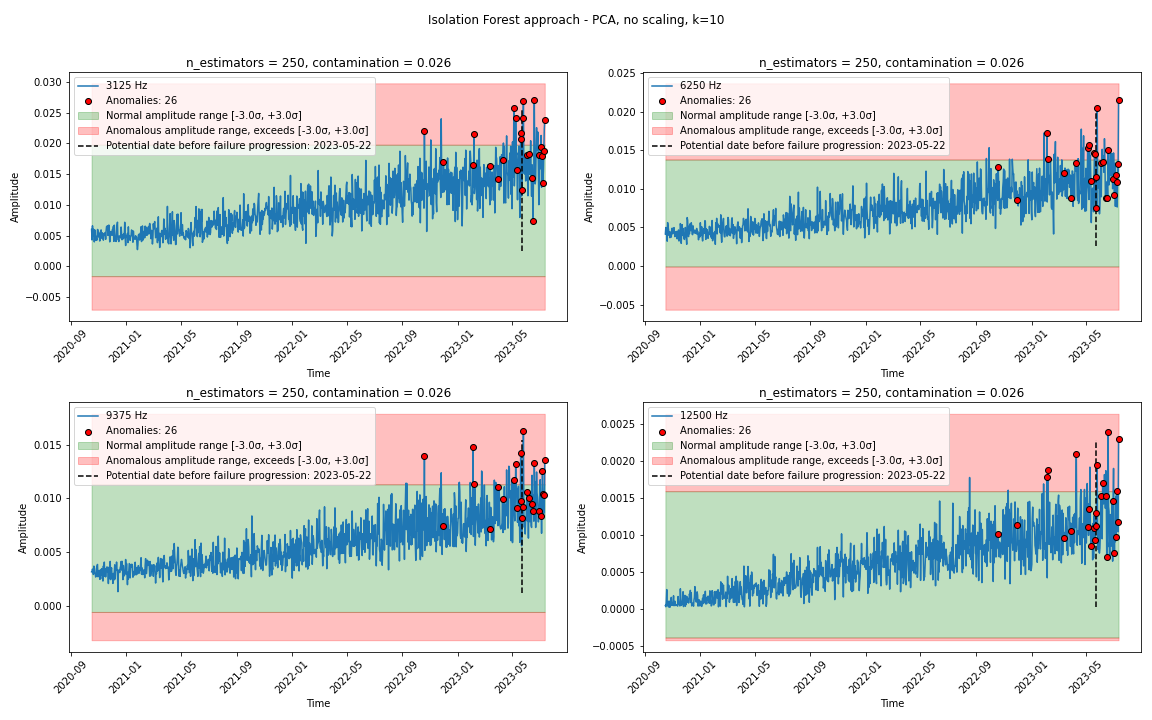 Isolation Forest approach - PCA, no scaling, k=10
n_estimators = 250, contamination = 0.026
3125 Hz
Anomalies: 26
Normal amplitude range [-3.0σ, +3.0σ]
Anomalous amplitude range, exceeds [-3.0σ, +3.0σ]
Potential date before failure progression: 2023-05-22
0.030
0.025
0.020
0.015
0.010
0.005
0.000
−0.005
Amplitude
2020-09
2021-01
2021-05
2021-09
2022-01
2022-05
2022-09
2023-01
2023-05
Time
n_estimators = 250, contamination = 0.026
6250 Hz
Anomalies: 26
Normal amplitude range [-3.0σ, +3.0σ]
Anomalous amplitude range, exceeds [-3.0σ, +3.0σ]
Potential date before failure progression: 2023-05-22
0.025
0.020
0.015
0.010
0.005
0.000
−0.005
Amplitude
2020-09
2021-01
2021-05
2021-09
2022-01
2022-05
2022-09
2023-01
2023-05
Time
n_estimators = 250, contamination = 0.026
9375 Hz
Anomalies: 26
Normal amplitude range [-3.0σ, +3.0σ]
Anomalous amplitude range, exceeds [-3.0σ, +3.0σ]
Potential date before failure progression: 2023-05-22
0.015
0.010
0.005
0.000
Amplitude
2020-09
2021-01
2021-05
2021-09
2022-01
2022-05
2022-09
2023-01
2023-05
Time
n_estimators = 250, contamination = 0.026
12500 Hz
Anomalies: 26
Normal amplitude range [-3.0σ, +3.0σ]
Anomalous amplitude range, exceeds [-3.0σ, +3.0σ]
Potential date before failure progression: 2023-05-22
0.0025
0.0020
0.0015
0.0010
0.0005
0.0000
−0.0005
Amplitude
2020-09
2021-01
2021-05
2021-09
2022-01
2022-05
2022-09
2023-01
2023-05
Time